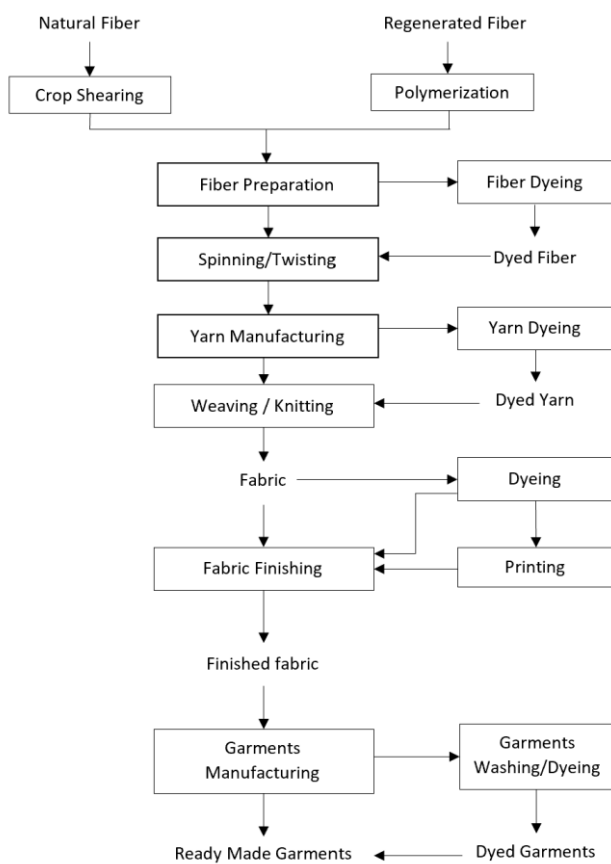 Natural Fiber
Regenerated Fiber
Crop Shearing
Polymerization
Fiber Preparation
Fiber Dyeing
Spinning/Twisting
Dyed Fiber
Yarn Manufacturing
Yarn Dyeing
Weaving / Knitting
Dyed Yarn
Fabric
Dyeing
Fabric Finishing
Printing
Finished fabric
Garments
Manufacturing
Garments
Washing/Dyeing
Ready Made Garments
Dyed Garments